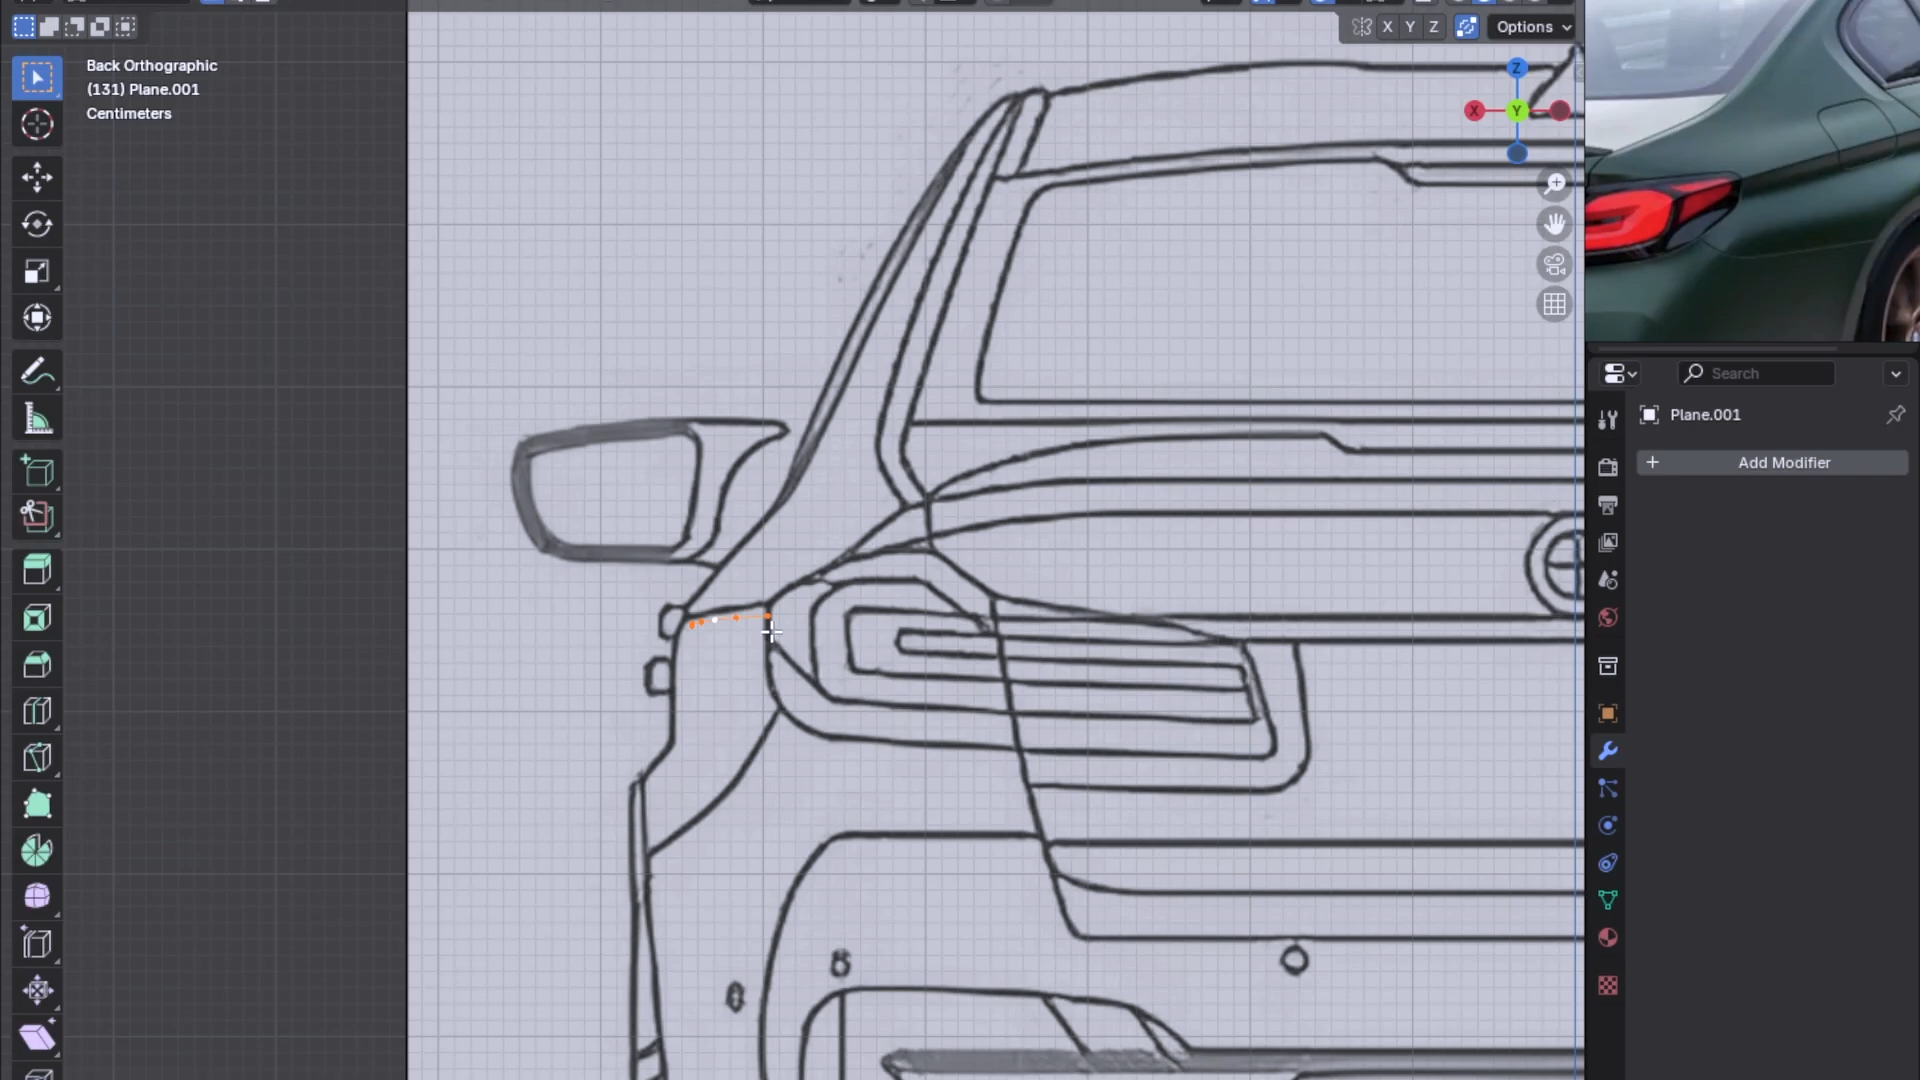 X Y Z Options
Back Orthographic
(131) Plane.001
Centimeters
Z
X
Y
Search
Plane.001
Add Modifier